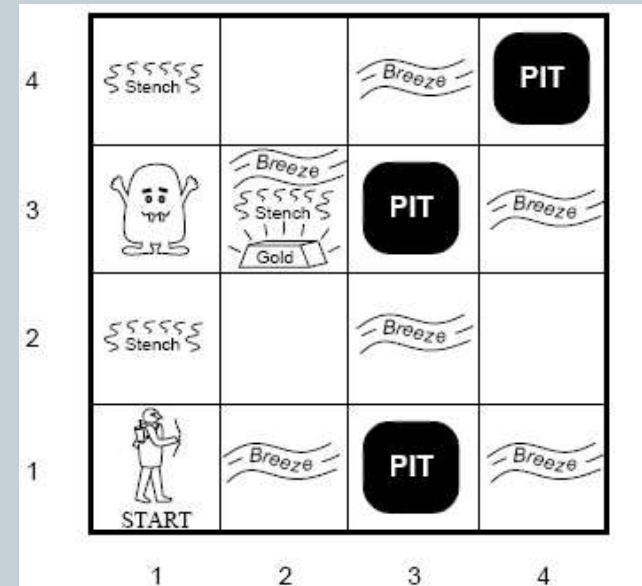 4
Stench
Breeze
PIT
3
Breeze
Stench
Gold
PIT
Breeze
2
Stench
Breeze
1
START
Breeze
PIT
Breeze
1 2 3 4